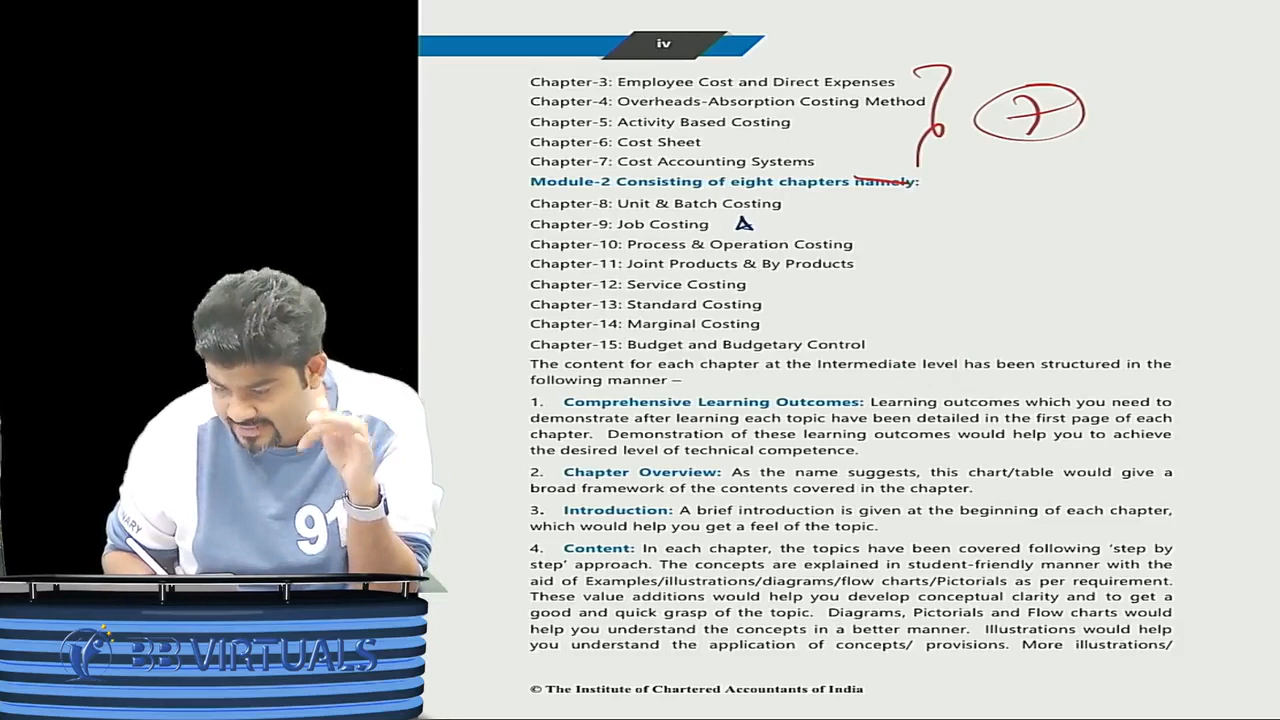 iv
Chapter-3: Employee Cost and Direct Expenses
Chapter-4: Overheads-Absorption Costing Method
Chapter-5: Activity Based Costing
Chapter-6: Cost Sheet
Chapter-7: Cost Accounting Systems
7
Module-2 Consisting of eight chapters namely:
Chapter-8: Unit & Batch Costing
Chapter-9: Job Costing
Chapter-10: Process & Operation Costing
Chapter-11: Joint Products & By Products
Chapter-12: Service Costing
Chapter-13: Standard Costing
Chapter-14: Marginal Costing
Chapter-15: Budget and Budgetary Control
The content for each chapter at the Intermediate level has been structured in the
following manner –
1. Comprehensive Learning Outcomes: Learning outcomes which you need to
demonstrate after learning each topic have been detailed in the first page of each
chapter. Demonstration of these learning outcomes would help you to achieve
the desired level of technical competence.
2. Chapter Overview: As the name suggests, this chart/table would give a
broad framework of the contents covered in the chapter.
3. Introduction: A brief introduction is given at the beginning of each chapter,
which would help you get a feel of the topic.
4. Content: In each chapter, the topics have been covered following ‘step by
step’ approach. The concepts are explained in student-friendly manner with the
aid of Examples/illustrations/diagrams/flow charts/Pictorials as per requirement.
These value additions would help you develop conceptual clarity and to get a
good and quick grasp of the topic. Diagrams, Pictorials and Flow charts would
help you understand the concepts in a better manner. Illustrations would help
you understand the application of concepts/ provisions. More illustrations/
© The Institute of Chartered Accountants of India
91
BB VIRTUALS